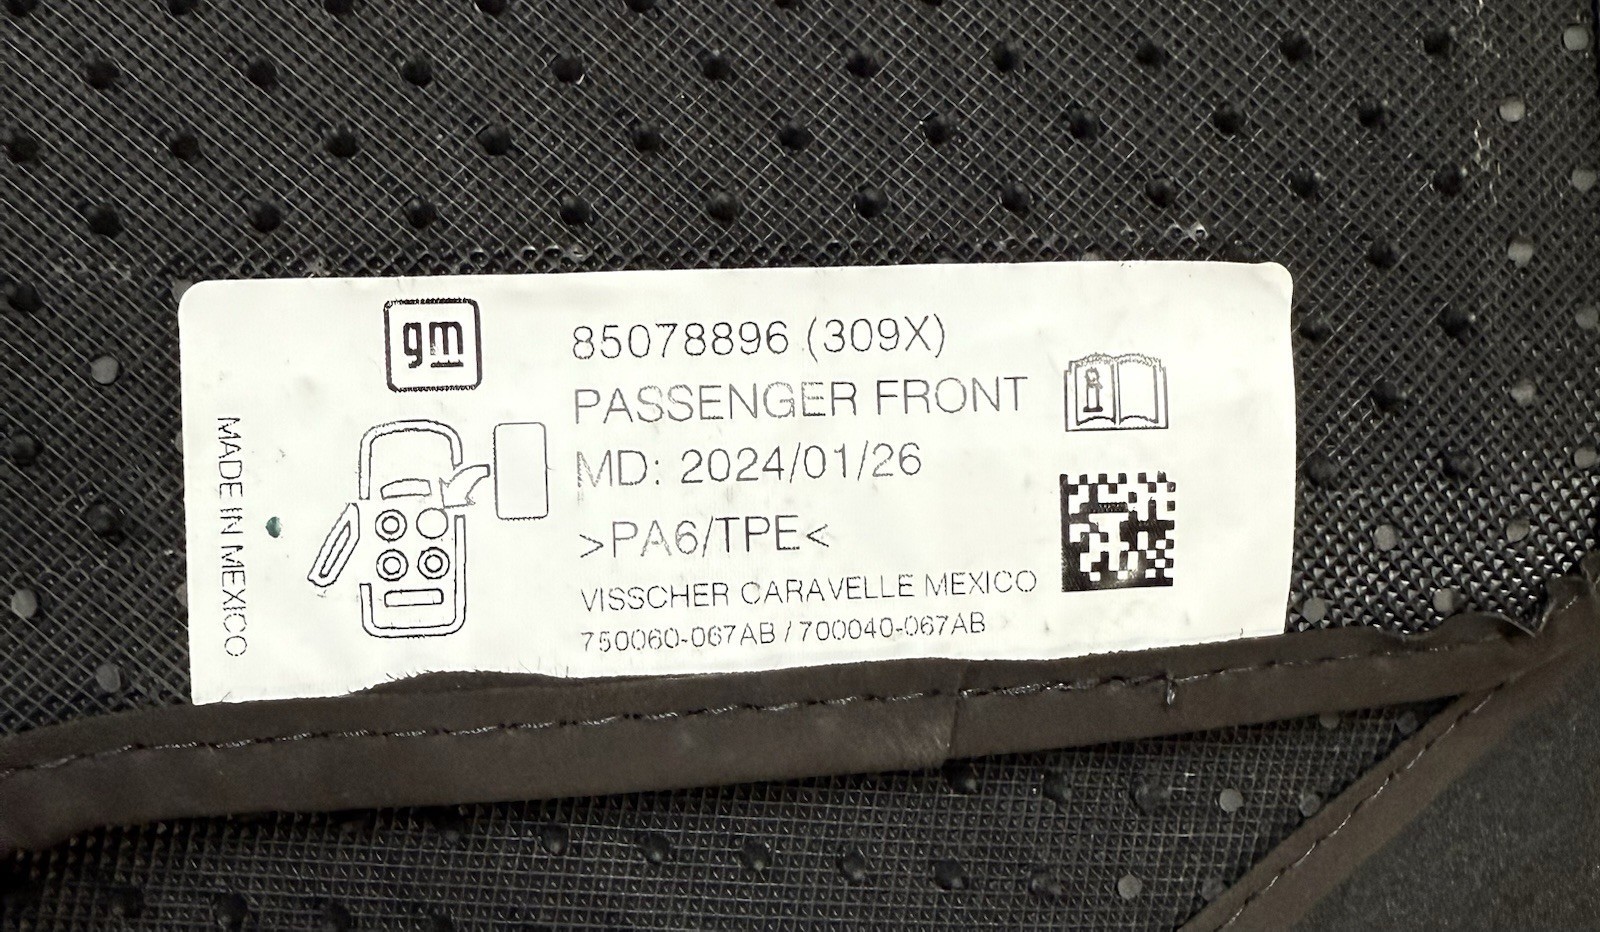 gm
85078896 (309X)
PASSENGER FRONT
MD: 2024/01/26
>PA6/TPE<
VISSCHER CARAVELLE MEXICO
750060-067AB / 700040-067AB
MADE IN MEXICO